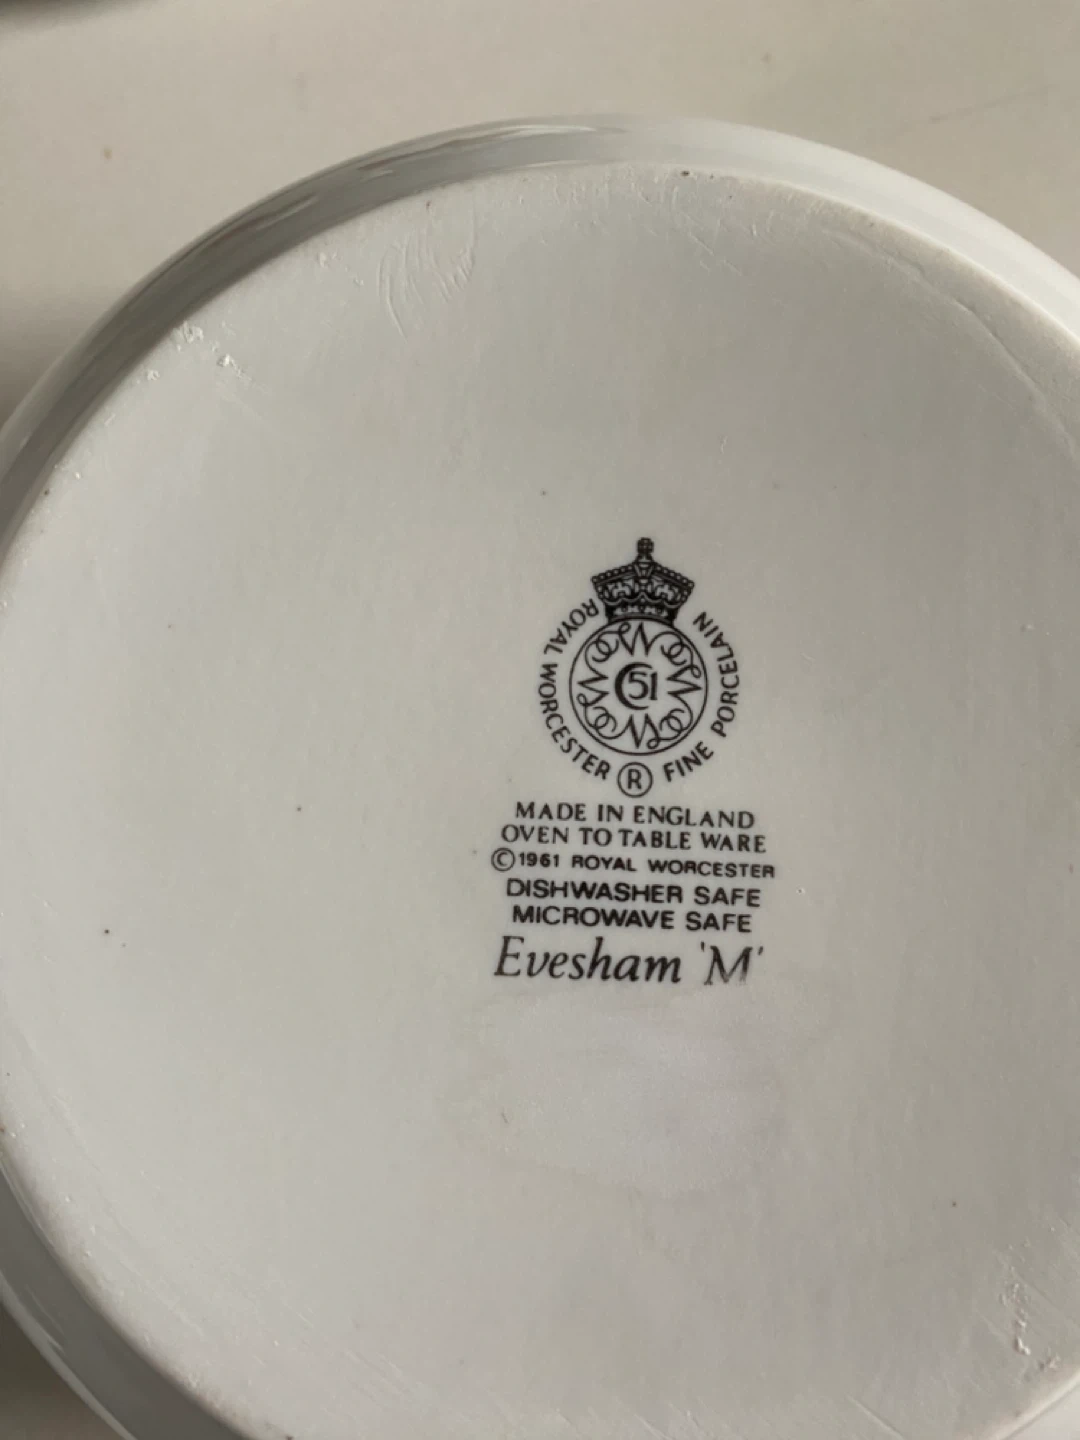 ROYAL WORCESTER ® FINE PORCELAIN
C51
MADE IN ENGLAND
OVEN TO TABLE WARE
©1961 ROYAL WORCESTER
DISHWASHER SAFE
MICROWAVE SAFE
Evesham 'M'